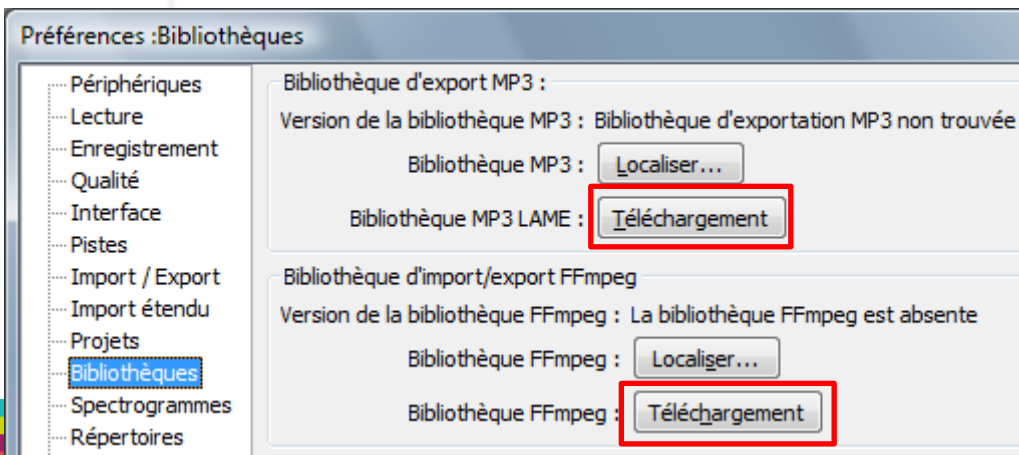 Préférences :Bibliothèques
Périphériques
Lecture
Enregistrement
Qualité
Interface
Pistes
Import / Export
Import étendu
Projets
Bibliothèques
Spectrogrammes
Répertoires
Bibliothèque d'export MP3 :
Version de la bibliothèque MP3 : Bibliothèque d'exportation MP3 non trouvée
Bibliothèque MP3 : Localiser...
Bibliothèque MP3 LAME : Téléchargement
Bibliothèque d'import/export FFmpeg
Version de la bibliothèque FFmpeg : La bibliothèque FFmpeg est absente
Bibliothèque FFmpeg : Localiser...
Bibliothèque FFmpeg : Téléchargement